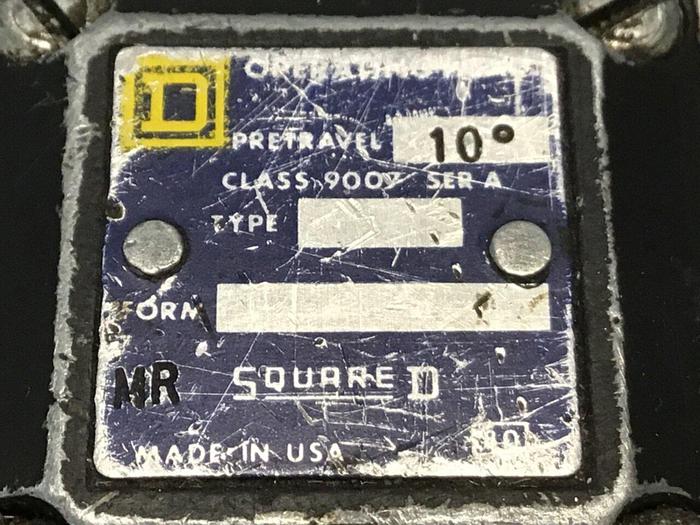 D
PRETRAVEL 10°
CLASS 9007 SER A
TYPE
FORM
MR SQUARE D
MADE IN USA